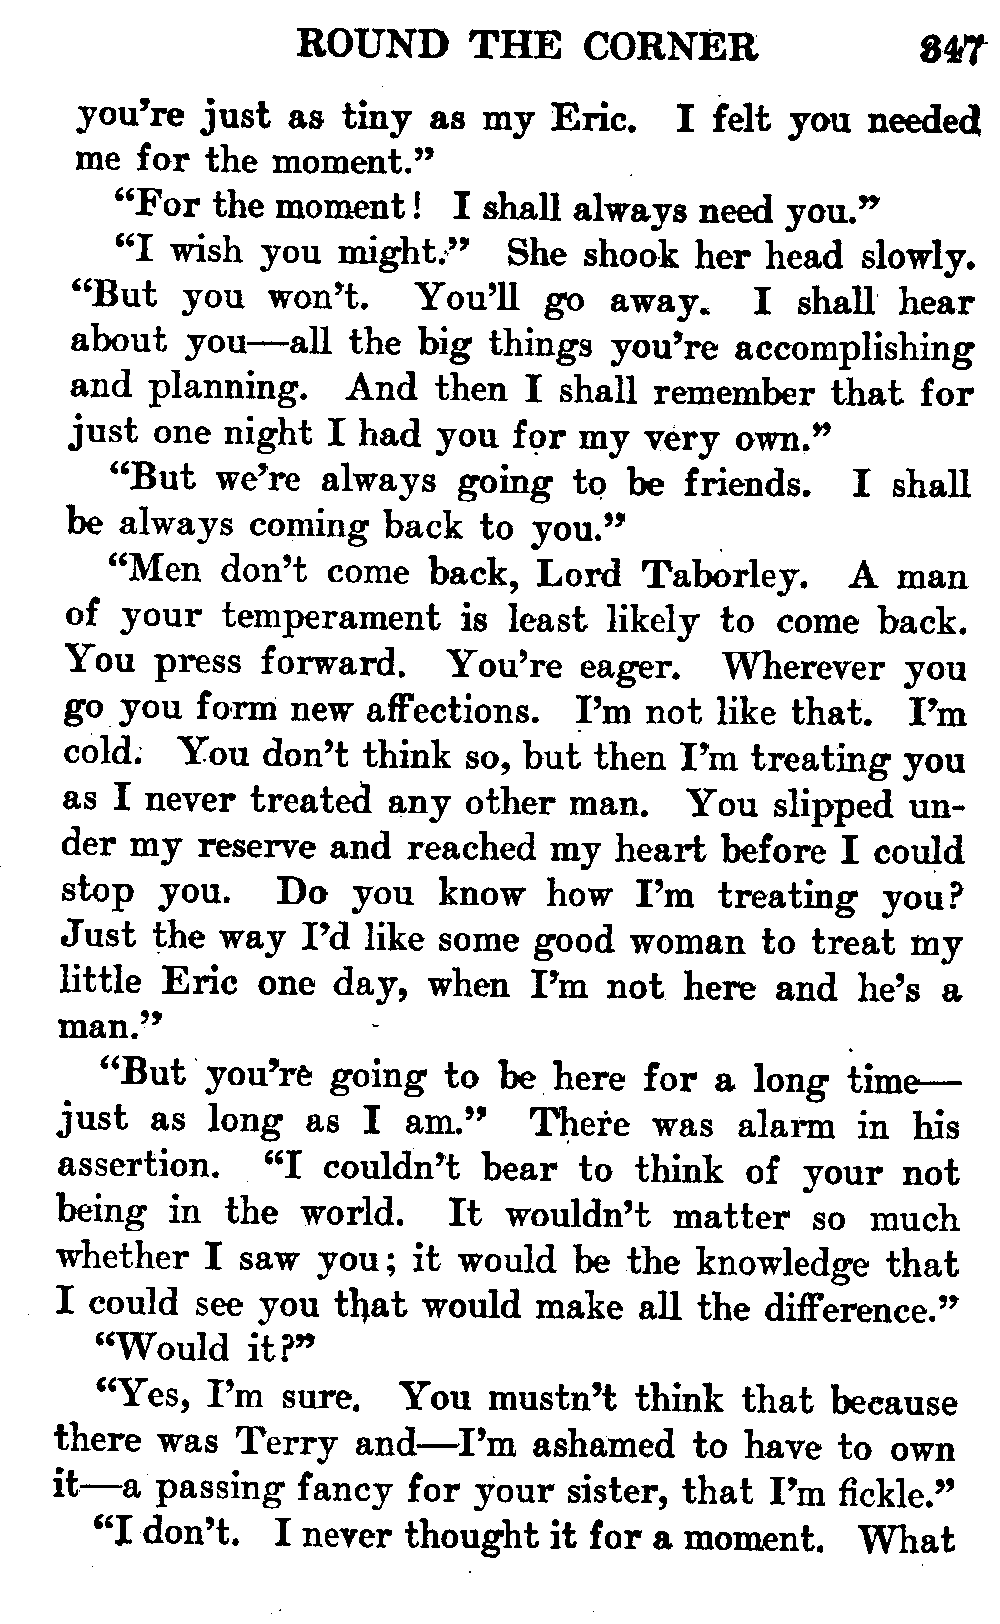 ROUND THE CORNER 347
you're just as tiny as my Eric. I felt you needed
me for the moment."
"For the moment! I shall always need you."
"I wish you might." She shook her head slowly.
"But you won't. You'll go away. I shall hear
about you—all the big things you're accomplishing
and planning. And then I shall remember that for
just one night I had you for my very own."
"But we're always going to be friends. I shall
be always coming back to you."
"Men don't come back, Lord Taborley. A man
of your temperament is least likely to come back.
You press forward. You're eager. Wherever you
go you form new affections. I'm not like that. I'm
cold. You don't think so, but then I'm treating you
as I never treated any other man. You slipped un-
der my reserve and reached my heart before I could
stop you. Do you know how I'm treating you?
Just the way I'd like some good woman to treat my
little Eric one day, when I'm not here and he's a
man."
"But you're going to be here for a long time—
just as long as I am." There was alarm in his
assertion. "I couldn't bear to think of your not
being in the world. It wouldn't matter so much
whether I saw you; it would be the knowledge that
I could see you that would make all the difference."
"Would it?"
"Yes, I'm sure. You mustn't think that because
there was Terry and—I'm ashamed to have to own
it—a passing fancy for your sister, that I'm fickle."
"I don't. I never thought it for a moment. What